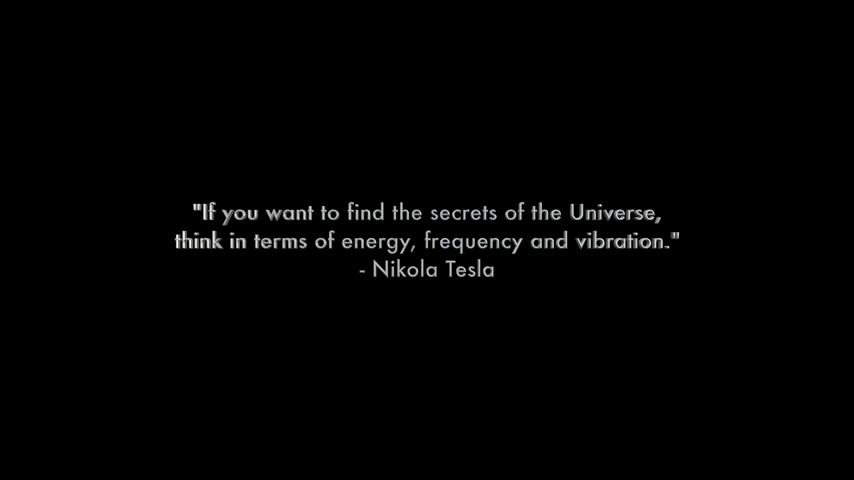 "If you want to find the secrets of the Universe,
think in terms of energy, frequency and vibration."
- Nikola Tesla